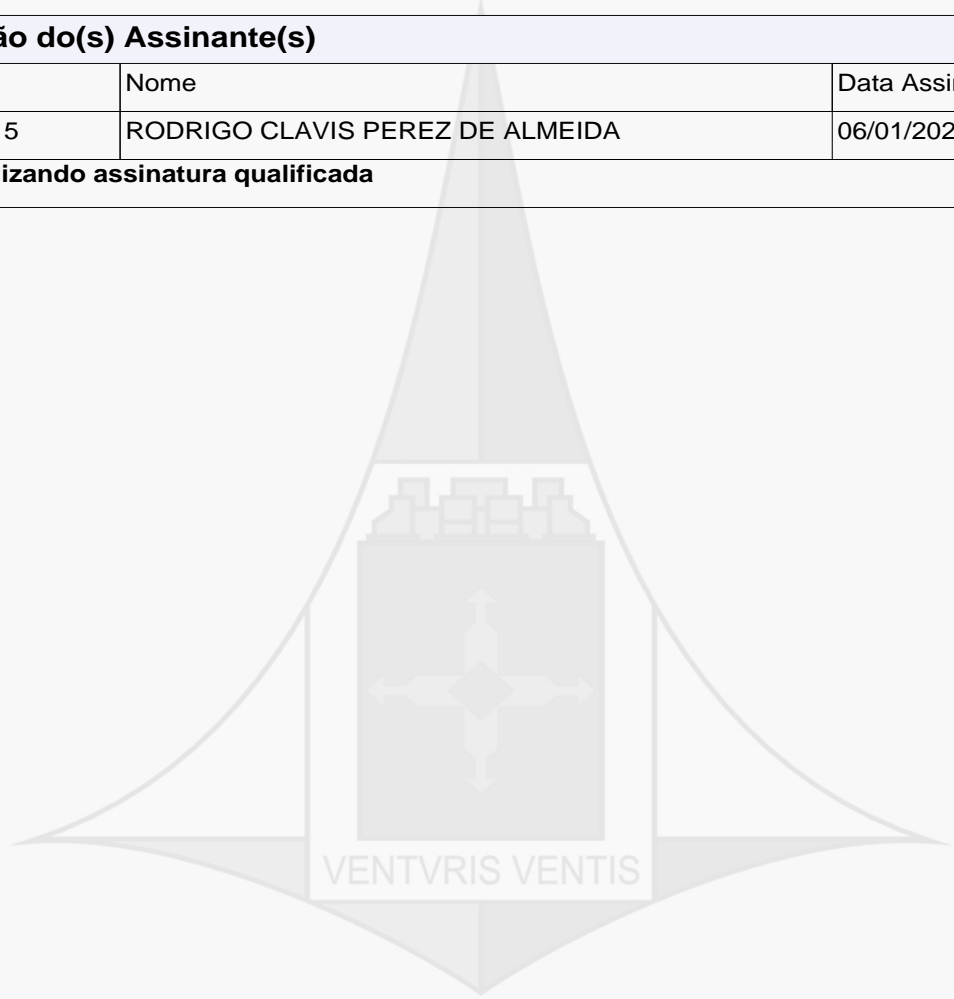 ão do(s) Assinante(s)
Nome Data Assi
5 RODRIGO CLAVIS PEREZ DE ALMEIDA 06/01/202
izando assinatura qualificada
VENTVRIS VENTIS